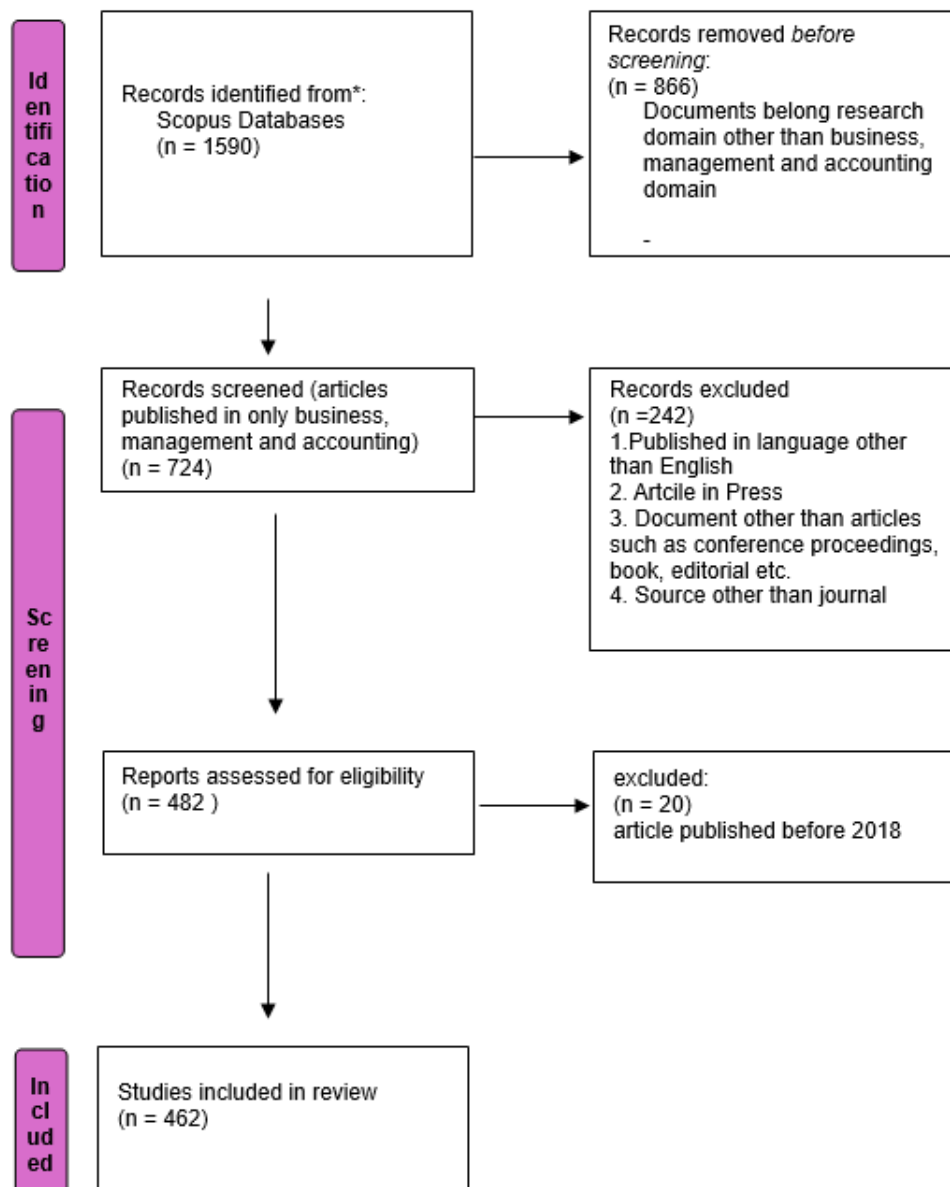 Id
en
tifi
ca
tio
n
Records identified from*:
Scopus Databases
(n = 1590)
Records removed before
screening:
(n = 866)
Documents belong research
domain other than business,
management and accounting
domain
-
Sc
re
en
in
g
Records screened (articles
published in only business,
management and accounting)
(n = 724)
Records excluded
(n =242)
1.Published in language other
than English
2. Artcile in Press
3. Document other than articles
such as conference proceedings,
book, editorial etc.
4. Source other than journal
Reports assessed for eligibility
(n = 482 )
excluded:
(n = 20)
article published before 2018
In
cl
ud
ed
Studies included in review
(n = 462)